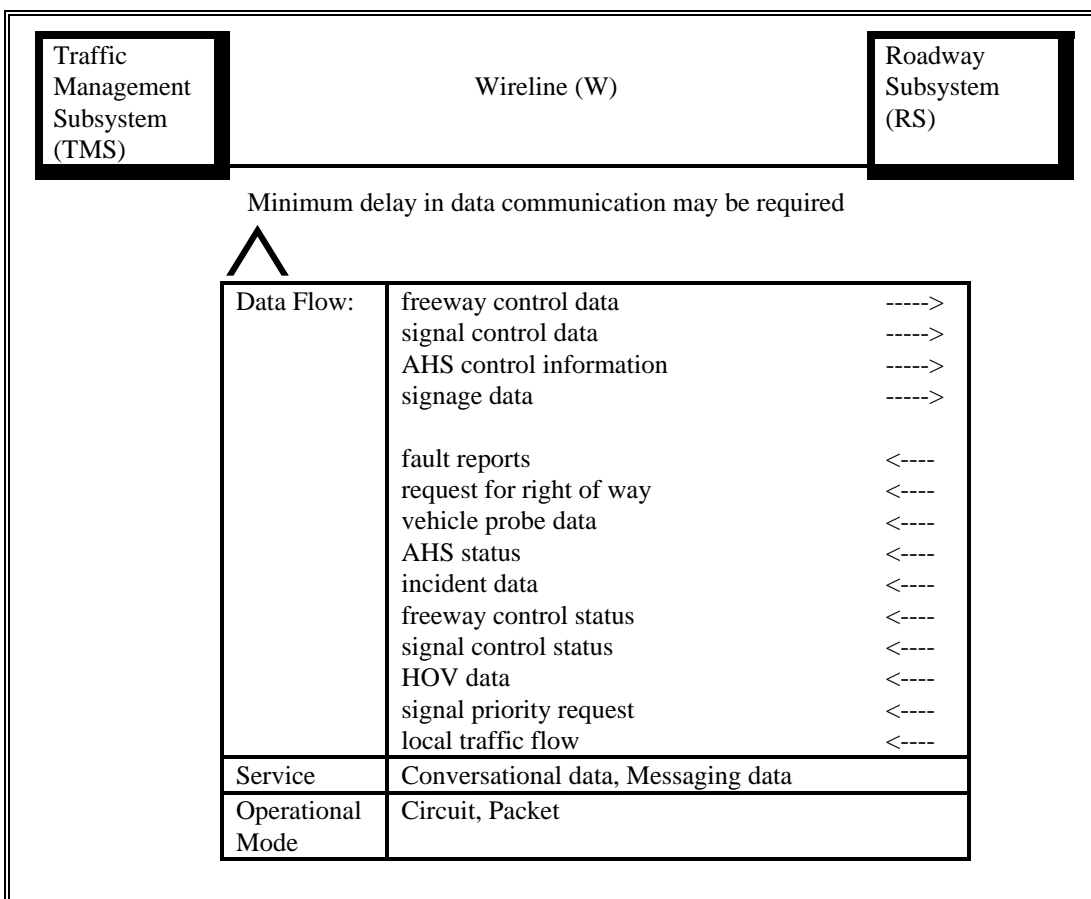 Traffic
Management
Subsystem
(TMS)
Wireline (W)
Roadway
Subsystem
(RS)
Minimum delay in data communication may be required
Data Flow: freeway control data ----->
signal control data ----->
AHS control information ----->
signage data ----->
fault reports <----
request for right of way <----
vehicle probe data <----
AHS status <----
incident data <----
freeway control status <----
signal control status <----
HOV data <----
signal priority request <----
local traffic flow <----
Service Conversational data, Messaging data
Operational Circuit, Packet
Mode